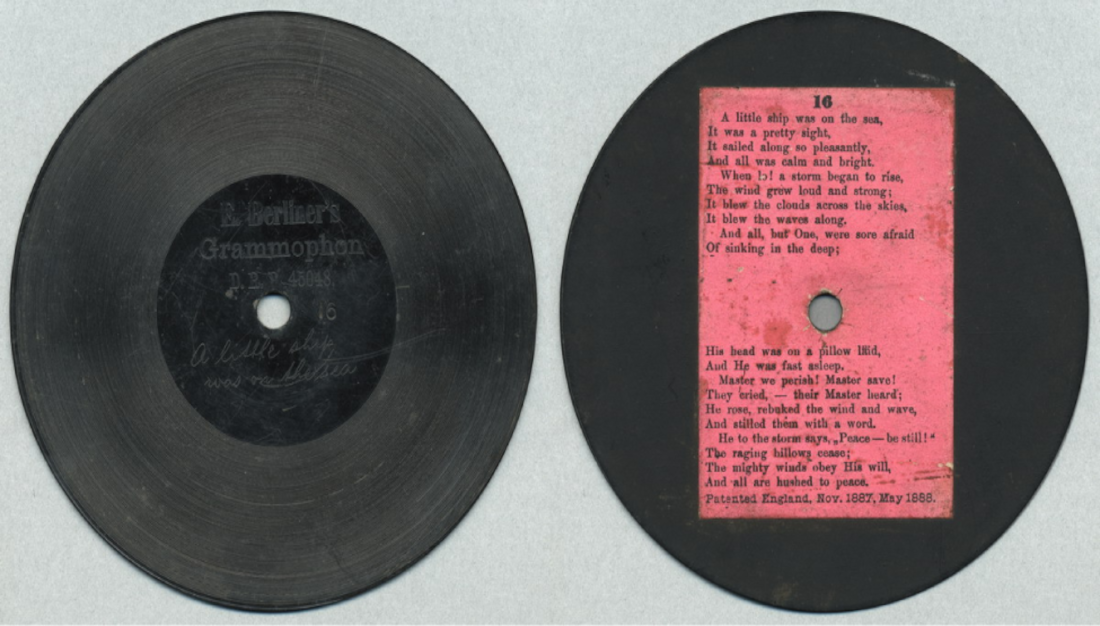 E. Berliner's
Grammophon
D. R. P. 45048.
16
A little ship
was on the sea
16
A little ship was on the sea,
It was a pretty sight,
It sailed along so pleasantly,
And all was calm and bright.
When lo! a storm began to rise,
The wind grew loud and strong;
It blew the clouds across the skies,
It blew the waves along.
And all, but One, were sore afraid
Of sinking in the deep;
His head was on a pillow laid,
And He was fast asleep.
Master we perish! Master save!
They cried, — their Master heard;
He rose, rebuked the wind and wave,
And stilled them with a word.
He to the storm says, „Peace — be still!"
The raging billows cease;
The mighty winds obey His will,
And all are hushed to peace.
Patented England, Nov. 1887, May 1888.